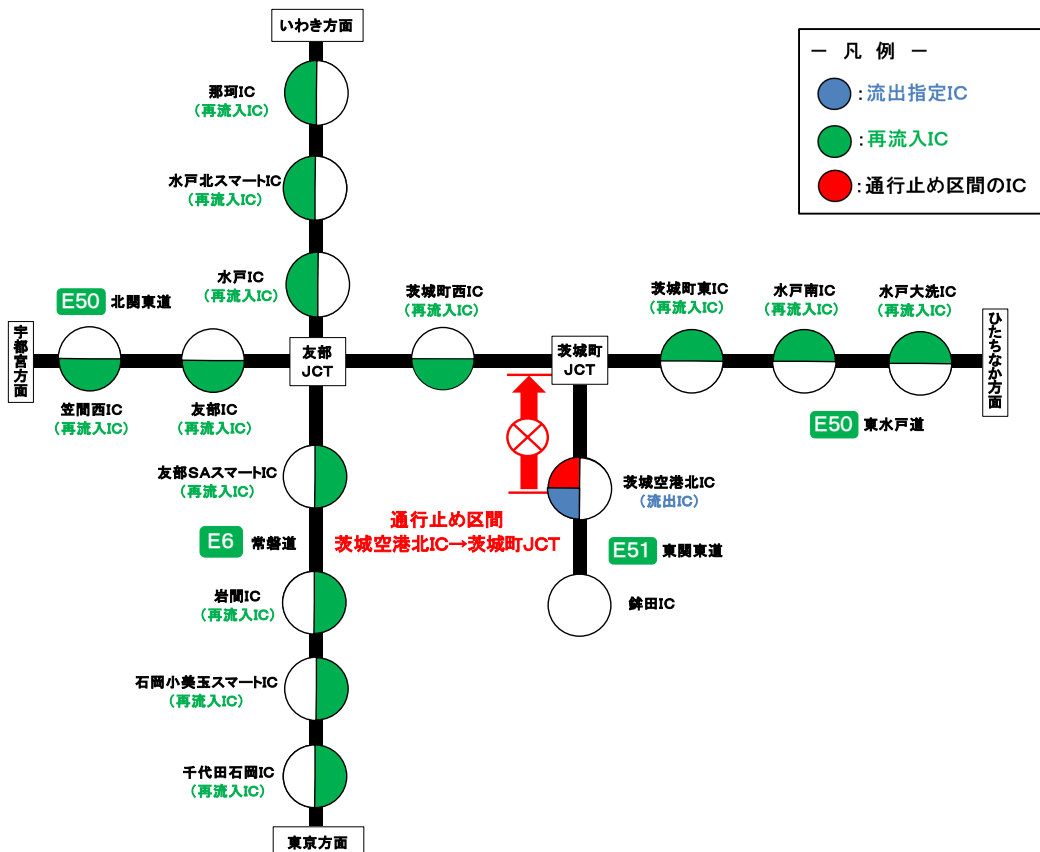 いわき方面
－ 凡 例 －
：流出指定IC
：再流入IC
：通行止め区間のIC
那珂IC
(再流入IC)
水戸北スマートIC
(再流入IC)
水戸IC
(再流入IC)
E50 北関東道
茨城町西IC
(再流入IC)
茨城町東IC
(再流入IC)
水戸南IC
(再流入IC)
水戸大洗IC
(再流入IC)
宇都宮方面
友部
JCT
茨城町
JCT
ひたちなか方面
笠間西IC
(再流入IC)
友部IC
(再流入IC)
E50 東水戸道
友部SAスマートIC
(再流入IC)
茨城空港北IC
(流出IC)
通行止め区間
茨城空港北IC→茨城町JCT
E6 常磐道
E51 東関東道
岩間IC
(再流入IC)
鉾田IC
石岡小美玉スマートIC
(再流入IC)
千代田石岡IC
(再流入IC)
東京方面